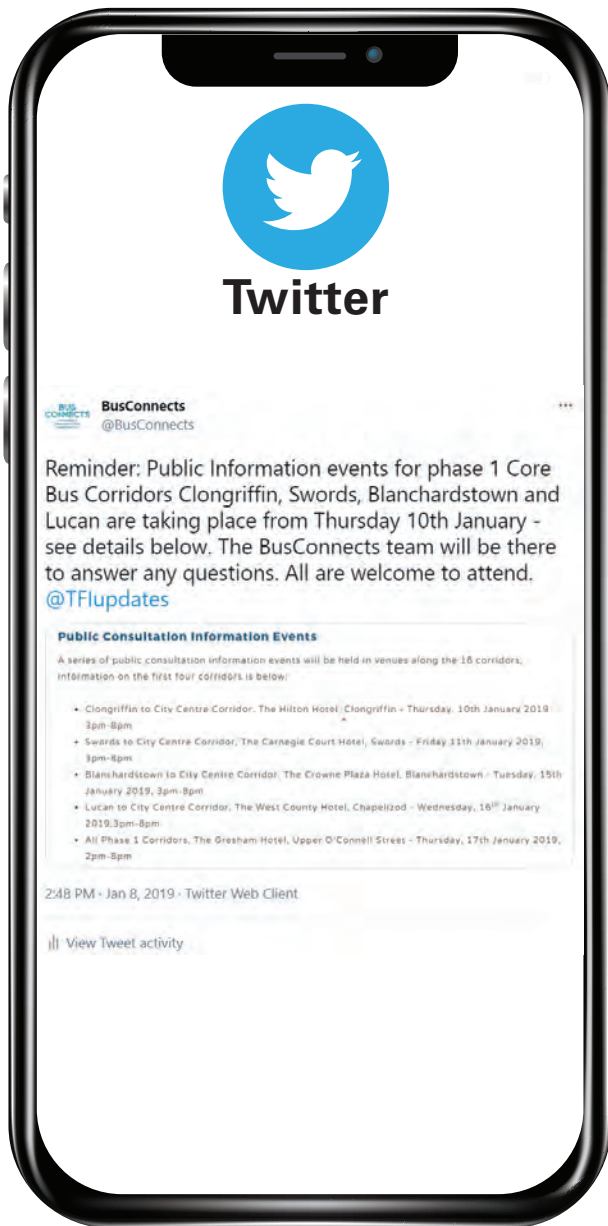 Twitter
BUS
CONNECTS
BusConnects
@BusConnects
Reminder: Public Information events for phase 1 Core
Bus Corridors Clongriffin, Swords, Blanchardstown and
Lucan are taking place from Thursday 10th January -
see details below. The BusConnects team will be there
to answer any questions. All are welcome to attend.
@TFIupdates
Public Consultation Information Events
A series of public consultation information events will be held in venues along the 16 corridors,
information on the first four corridors is below:
• Clongriffin to City Centre Corridor, The Hilton Hotel, Clongriffin - Thursday, 10th January 2019
3pm-8pm
• Swords to City Centre Corridor, The Carnegie Court Hotel, Swords - Friday 11th January 2019,
3pm-8pm
• Blanchardstown to City Centre Corridor, The Crowne Plaza Hotel, Blanchardstown - Tuesday, 15th
January 2019, 3pm-8pm
• Lucan to City Centre Corridor, The West County Hotel, Chapelizod - Wednesday, 16th January
2019,3pm-8pm
• All Phase 1 Corridors, The Gresham Hotel, Upper O'Connell Street - Thursday, 17th January 2019,
2pm-8pm
2:48 PM · Jan 8, 2019 · Twitter Web Client
View Tweet activity